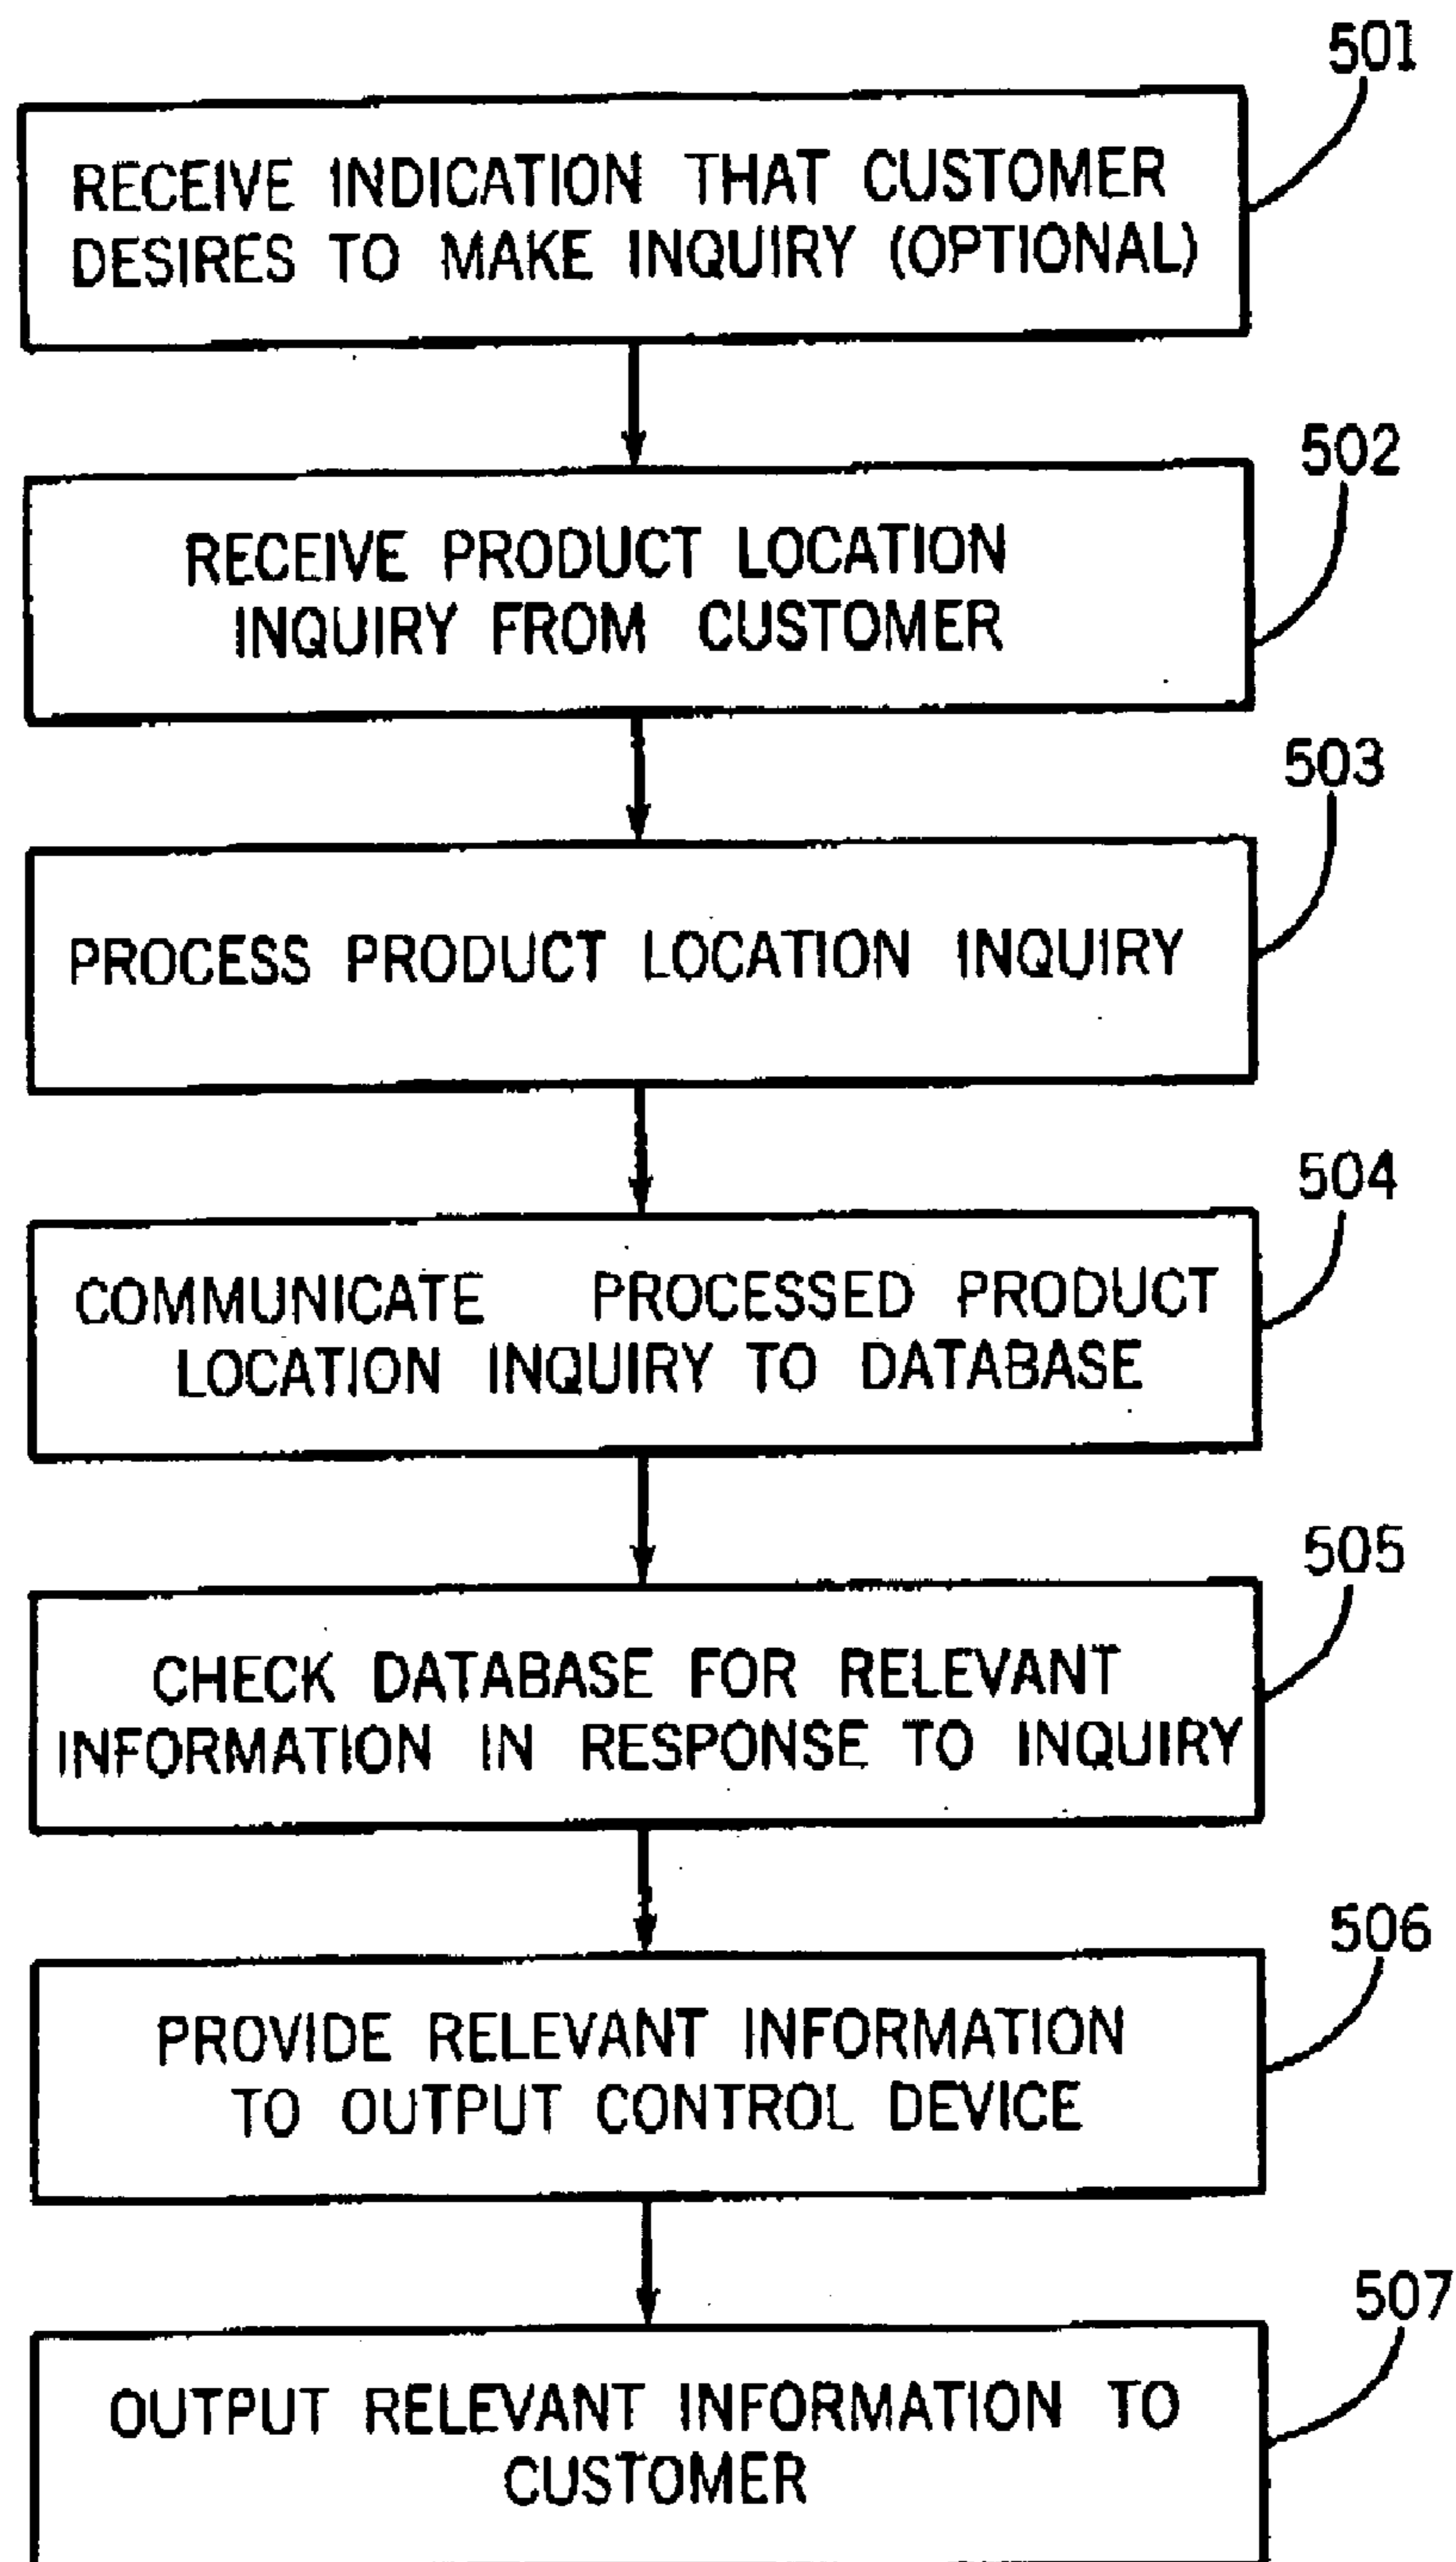 501
RECEIVE INDICATION THAT CUSTOMER
DESIRES TO MAKE INQUIRY (OPTIONAL)
502
RECEIVE PRODUCT LOCATION
INQUIRY FROM CUSTOMER
503
PROCESS PRODUCT LOCATION INQUIRY
504
COMMUNICATE PROCESSED PRODUCT
LOCATION INQUIRY TO DATABASE
505
CHECK DATABASE FOR RELEVANT
INFORMATION IN RESPONSE TO INQUIRY
506
PROVIDE RELEVANT INFORMATION
TO OUTPUT CONTROL DEVICE
507
OUTPUT RELEVANT INFORMATION TO
CUSTOMER